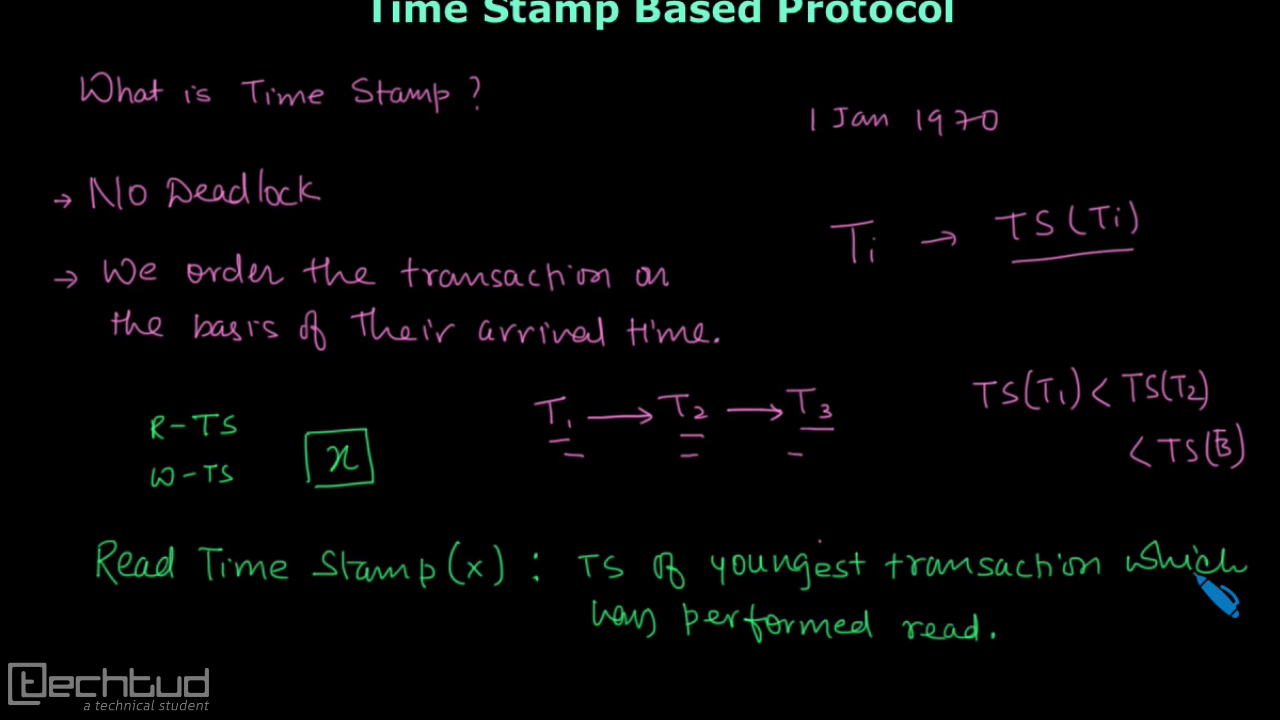 Time Stamp Based Protocol
What is Time Stamp?
1 Jan 1970
→ No Deadlock
Ti → TS(Ti)
→ We order the transaction on
the basis of their arrival time.
T1 → T2 → T3
TS(T1) < TS(T2)
< TS(T3)
R-TS
W-TS
x
Read Time Stamp(x) : TS of youngest transaction which
has performed read.
techtud
a technical student